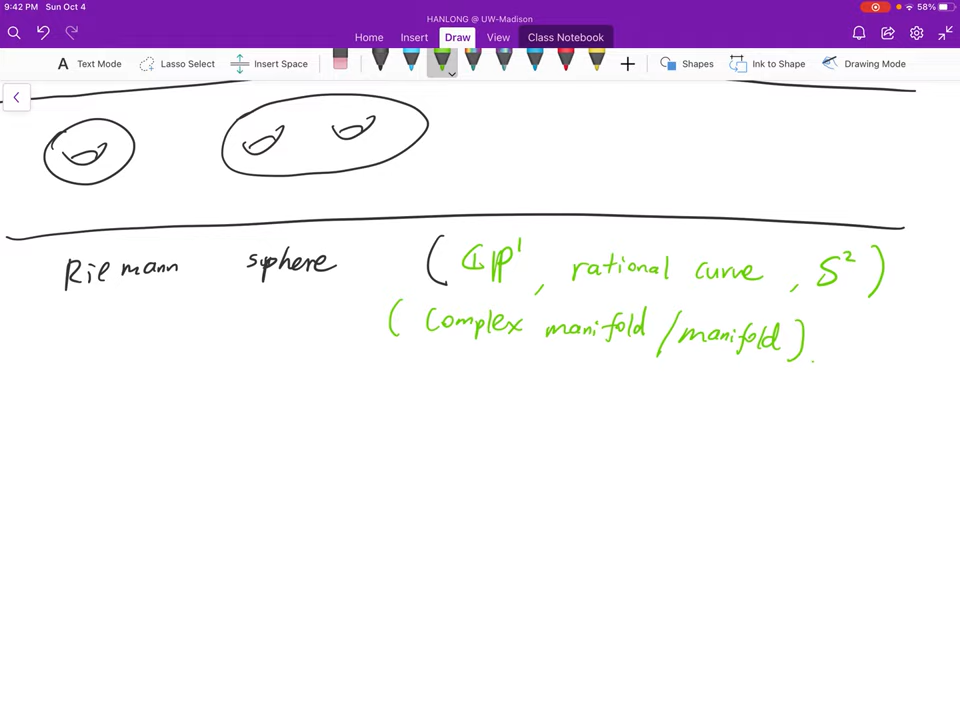 9:42 PM Sun Oct 4 58%
HANLONG @ UW-Madison
Home Insert Draw View Class Notebook
Text Mode Lasso Select Insert Space Shapes Ink to Shape Drawing Mode
Riemann sphere ( ℂℙ¹, rational curve, S² )
( Complex manifold / manifold ).